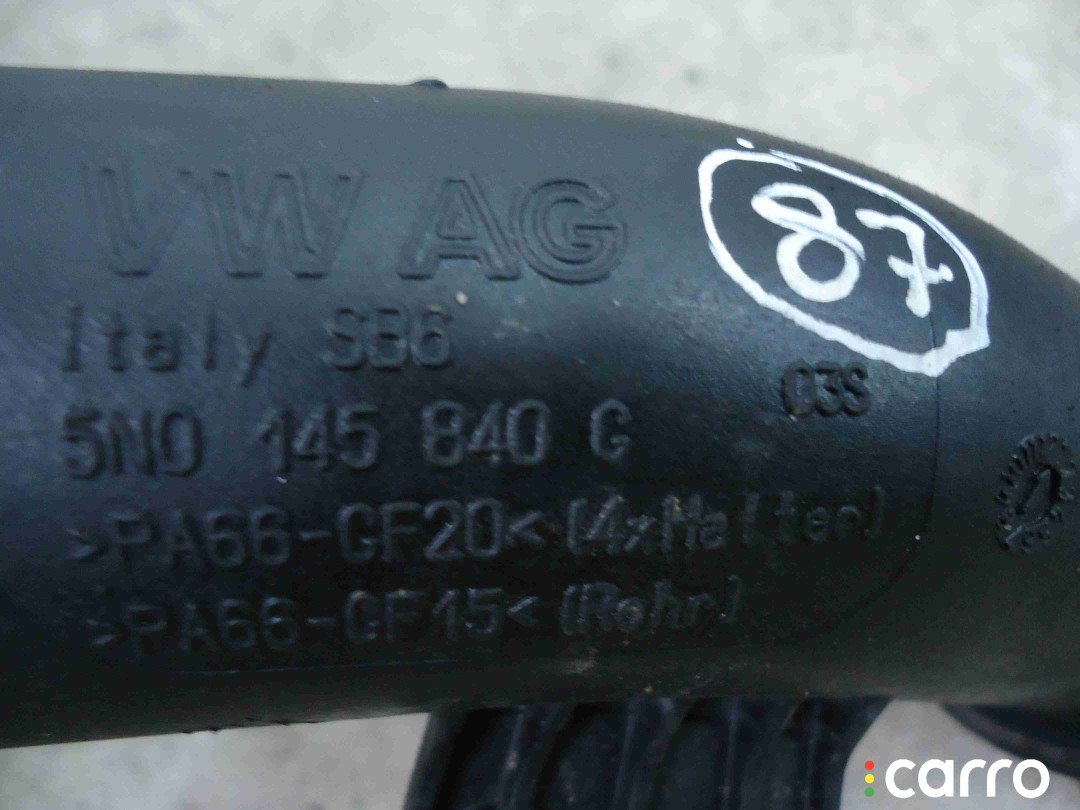 VW AG
87
Italy SB6
03S
5N0 145 840 G
>PA66-GF20< (4xHalter)
>PA66-GF15< (Rohr)
carro